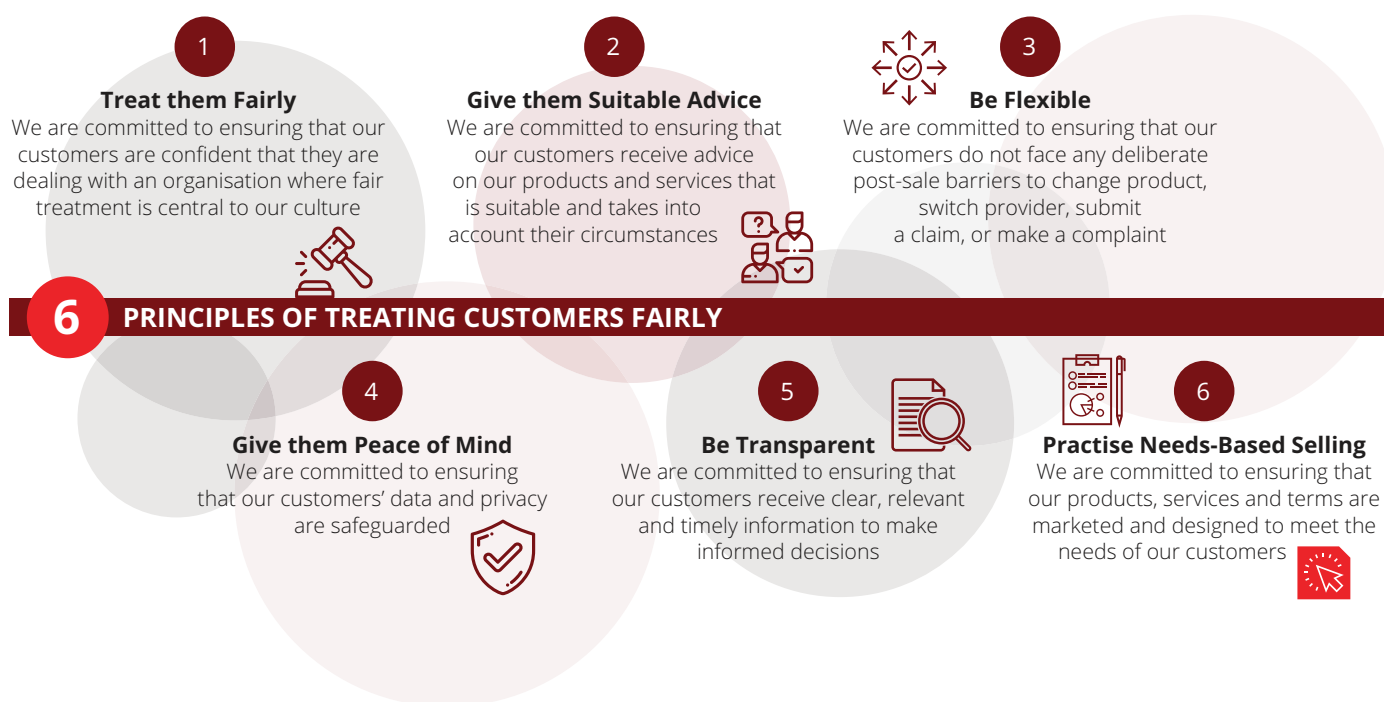 1
Treat them Fairly
We are committed to ensuring that our
customers are confident that they are
dealing with an organisation where fair
treatment is central to our culture
2
Give them Suitable Advice
We are committed to ensuring that
our customers receive advice
on our products and services that
is suitable and takes into
account their circumstances
?
3
Be Flexible
We are committed to ensuring that our
customers do not face any deliberate
post-sale barriers to change product,
switch provider, submit
a claim, or make a complaint
6 PRINCIPLES OF TREATING CUSTOMERS FAIRLY
4
Give them Peace of Mind
We are committed to ensuring
that our customers’ data and privacy
are safeguarded
5
Be Transparent
We are committed to ensuring that
our customers receive clear, relevant
and timely information to make
informed decisions
6
Practise Needs-Based Selling
We are committed to ensuring that
our products, services and terms are
marketed and designed to meet the
needs of our customers